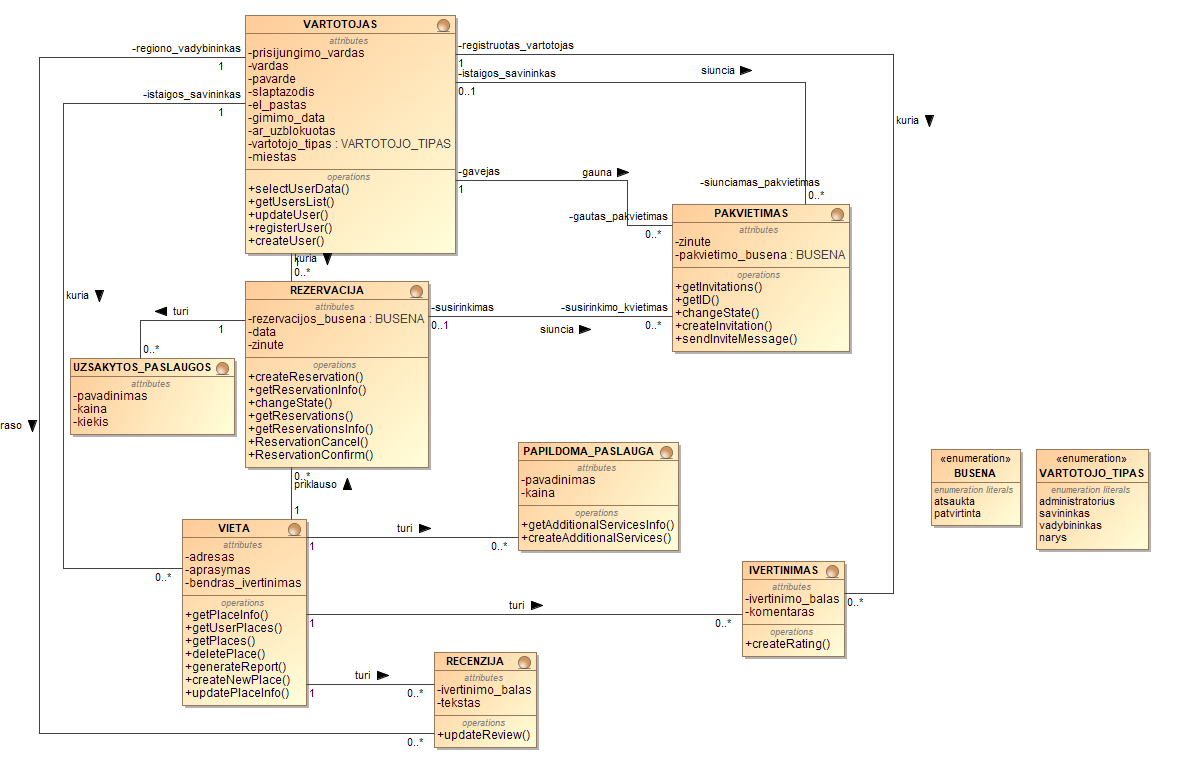 VARTOTOJAS
attributes
-prisijungimo_vardas
-vardas
-pavarde
-slaptazodis
-el_pastas
-gimimo_data
-ar_uzblokuotas
-vartotojo_tipas : VARTOTOJO_TIPAS
-miestas
operations
+selectUserData()
+getUsersList()
+updateUser()
+registerUser()
+createUser()
-regiono_vadybininkas
1
-istaigos_savininkas
1
-registruotas_vartotojas
1
-istaigos_savininkas
0..1
siuncia
kuria
-gavejas
1
gauna
-siunciamas_pakvietimas
0..*
-gautas_pakvietimas
0..*
PAKVIETIMAS
attributes
-zinute
-pakvietimo_busena : BUSENA
operations
+getInvitations()
+getID()
+changeState()
+createInvitation()
+sendInviteMessage()
1
kuria
0..*
REZERVACIJA
attributes
-rezervacijos_busena : BUSENA
-data
-zinute
operations
+createReservation()
+getReservationInfo()
+changeState()
+getReservations()
+getReservationsInfo()
+ReservationCancel()
+ReservationConfirm()
-susirinkimas
0..1
siuncia
-susirinkimo_kvietimas
0..*
kuria
turi
1
0..*
UZSAKYTOS_PASLAUGOS
attributes
-pavadinimas
-kaina
-kiekis
raso
0..*
priklauso
1
PAPILDOMA_PASLAUGA
attributes
-pavadinimas
-kaina
operations
+getAdditionalServicesInfo()
+createAdditionalServices()
«enumeration»
BUSENA
enumeration literals
atsaukta
patvirtinta
«enumeration»
VARTOTOJO_TIPAS
enumeration literals
administratorius
savininkas
vadybininkas
narys
VIETA
attributes
-adresas
-aprasymas
-bendras_ivertinimas
operations
+getPlaceInfo()
+getUserPlaces()
+getPlaces()
+deletePlace()
+generateReport()
+createNewPlace()
+updatePlaceInfo()
0..*
1
turi
0..*
1
turi
0..*
1
turi
0..*
IVERTINIMAS
attributes
-ivertinimo_balas
-komentaras
operations
+createRating()
0..*
RECENZIJA
attributes
-ivertinimo_balas
-tekstas
operations
+updateReview()
0..*